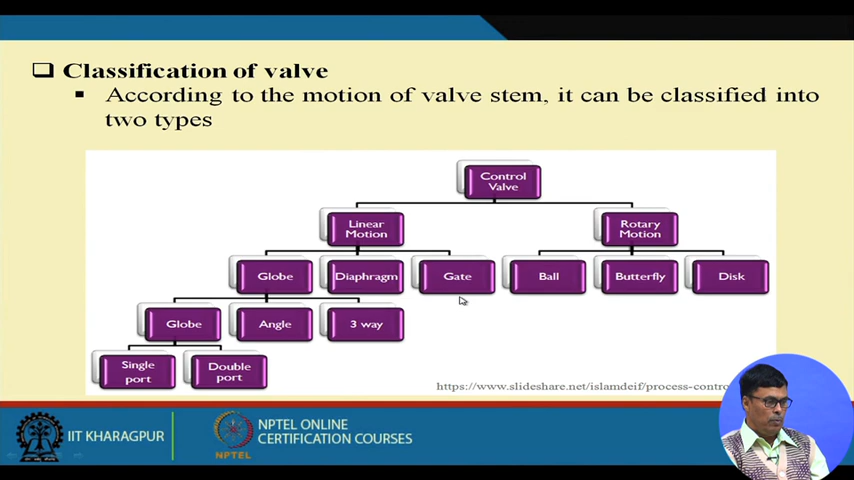 Classification of valve
According to the motion of valve stem, it can be classified into
two types
Control
Valve
Linear
Motion
Rotary
Motion
Globe
Diaphragm
Gate
Ball
Butterfly
Disk
Globe
Angle
3 way
Single
port
Double
port
https://www.slideshare.net/islamdeif/process-contro
IIT KHARAGPUR
NPTEL
NPTEL ONLINE
CERTIFICATION COURSES